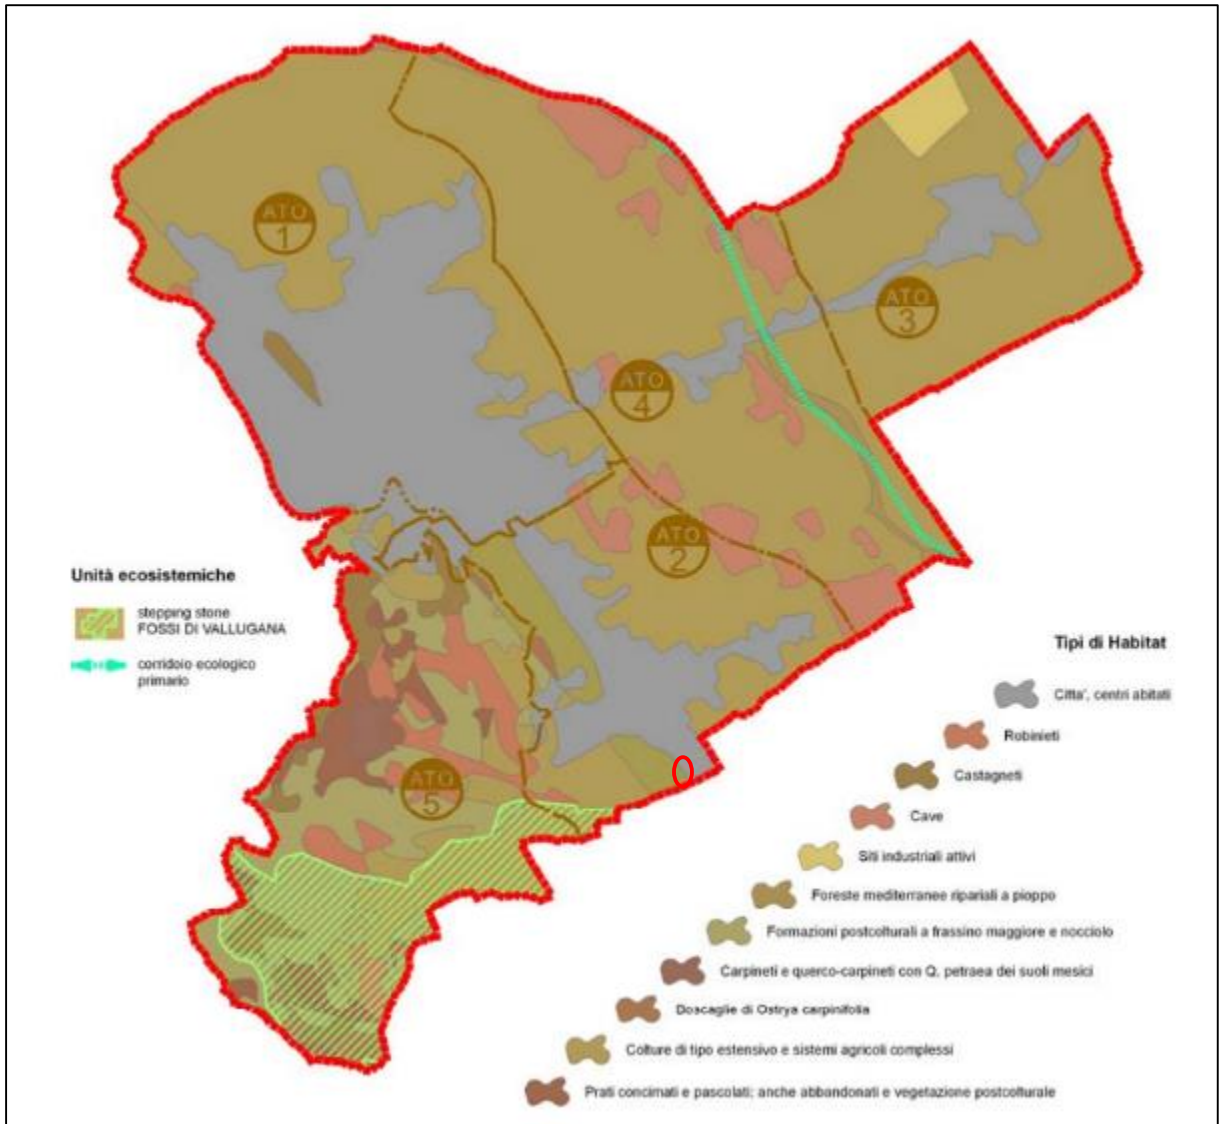 ATO
1
ATO
3
ATO
4
ATO
2
ATO
5
Unità ecosistemiche
stepping stone
FOSSI DI VALLUGANA
corridoio ecologico
primario
Tipi di Habitat
Citta', centri abitati
Robinieti
Castagneti
Cave
Siti industriali attivi
Foreste mediterranee ripariali a pioppo
Formazioni postcolturali a frassino maggiore e nocciolo
Carpineti e querco-carpineti con Q. petraea dei suoli mesici
Boscaglie di Ostrya carpinifolia
Colture di tipo estensivo e sistemi agricoli complessi
Prati concimati e pascolati; anche abbandonati e vegetazione postcolturale